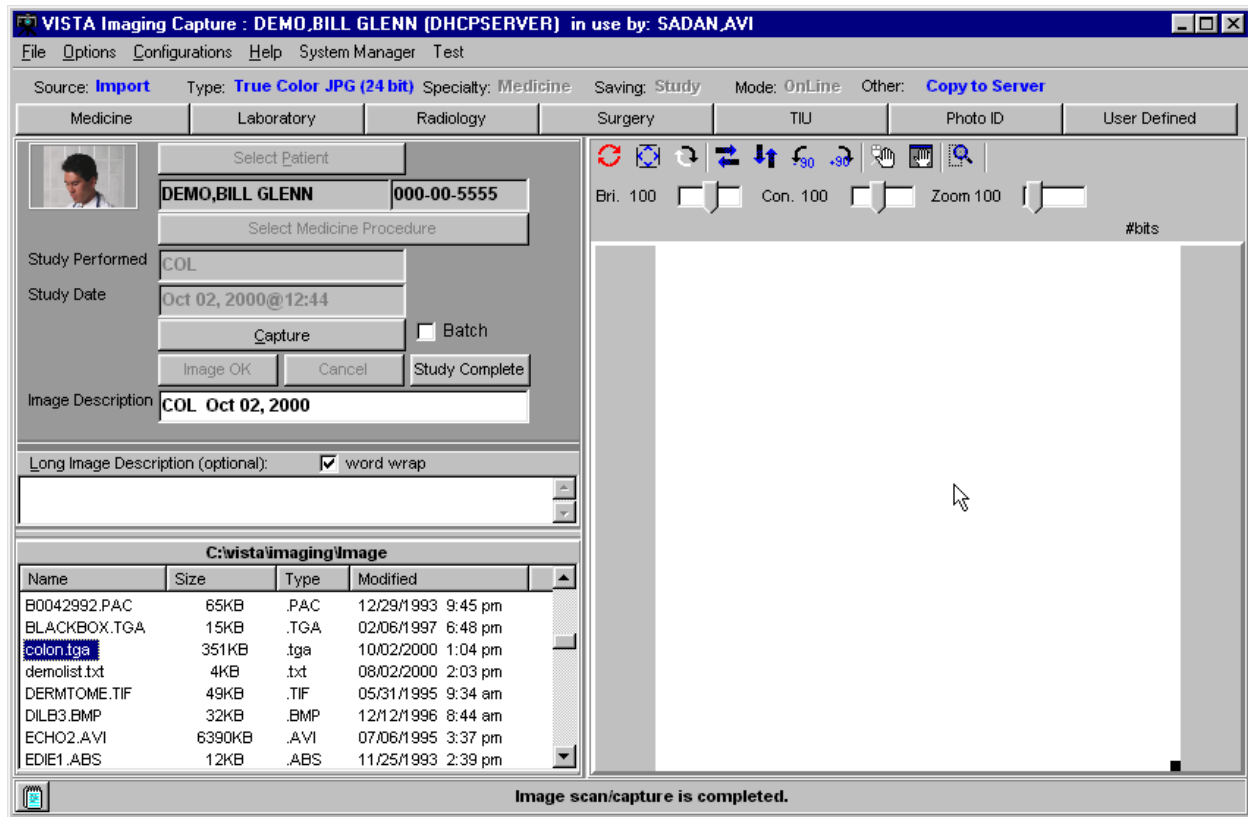 VISTA Imaging Capture : DEMO,BILL GLENN (DHCPSERVER) in use by: SADAN,AVI
File Options Configurations Help System Manager Test
Source: Import Type: True Color JPG (24 bit) Specialty: Medicine Saving: Study Mode: OnLine Other: Copy to Server
Medicine Laboratory Radiology Surgery TIU Photo ID User Defined
Select Patient
DEMO,BILL GLENN 000-00-5555
Select Medicine Procedure
Study Performed COL
Study Date Oct 02, 2000@12:44
Capture Batch
Image OK Cancel Study Complete
Image Description COL Oct 02, 2000
Long Image Description (optional): word wrap
C:\vista\imaging\Image
Name Size Type Modified
B0042992.PAC 65KB .PAC 12/29/1993 9:45 pm
BLACKBOX.TGA 15KB .TGA 02/06/1997 6:48 pm
colon.tga 351KB .tga 10/02/2000 1:04 pm
demolist.txt 4KB .txt 08/02/2000 2:03 pm
DERMTOME.TIF 49KB .TIF 05/31/1995 9:34 am
DILB3.BMP 32KB .BMP 12/12/1996 8:44 am
ECHO2.AVI 6390KB .AVI 07/06/1995 3:37 pm
EDIE1.ABS 12KB .ABS 11/25/1993 2:39 pm
90 90
Bri. 100 Con. 100 Zoom 100
#bits
Image scan/capture is completed.